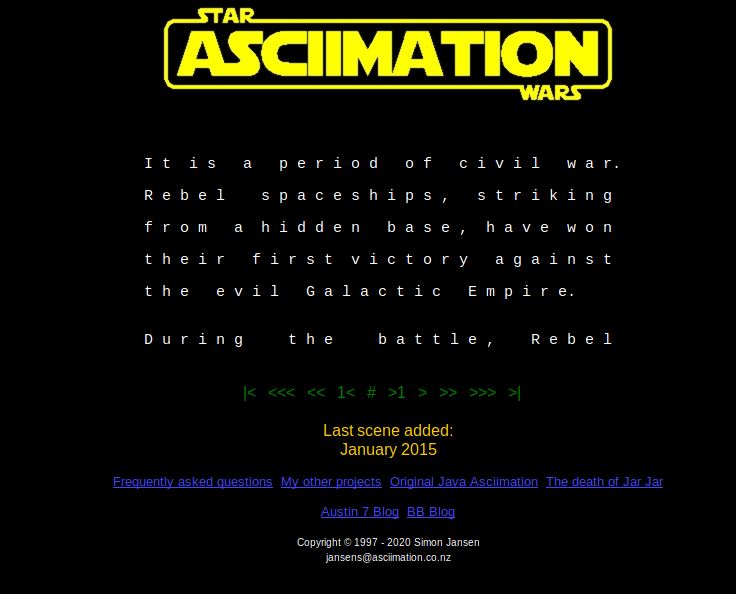 STAR
ASCIIMATION
WARS
It is a period of civil war.
Rebel spaceships, striking
from a hidden base, have won
their first victory against
the evil Galactic Empire.
During the battle, Rebel
|< <<< << 1< # >1 > >> >>> >|
Last scene added:
January 2015
Frequently asked questions My other projects Original Java Asciimation The death of Jar Jar
Austin 7 Blog BB Blog
Copyright © 1997 - 2020 Simon Jansen
jansens@asciimation.co.nz